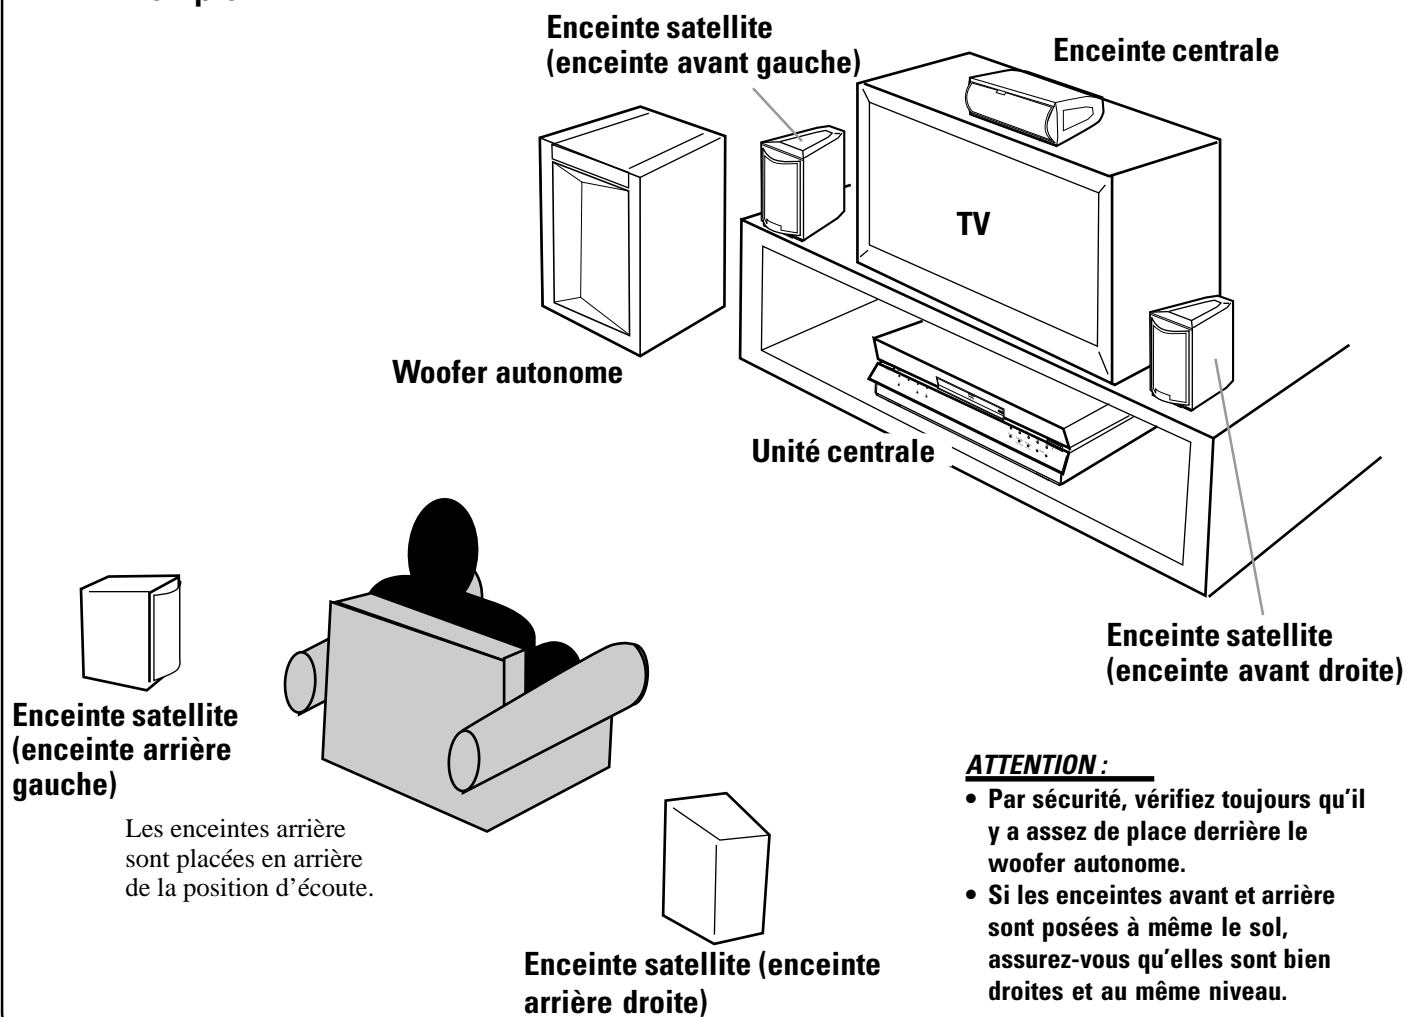 Enceinte satellite
(enceinte avant gauche)
Enceinte centrale
TV
Woofer autonome
Unité centrale
Enceinte satellite
(enceinte avant droite)
Enceinte satellite
(enceinte arrière
gauche)
Les enceintes arrière
sont placées en arrière
de la position d’écoute.
Enceinte satellite (enceinte
arrière droite)
ATTENTION :
• Par sécurité, vérifiez toujours qu’il
y a assez de place derrière le
woofer autonome.
• Si les enceintes avant et arrière
sont posées à même le sol,
assurez-vous qu’elles sont bien
droites et au même niveau.